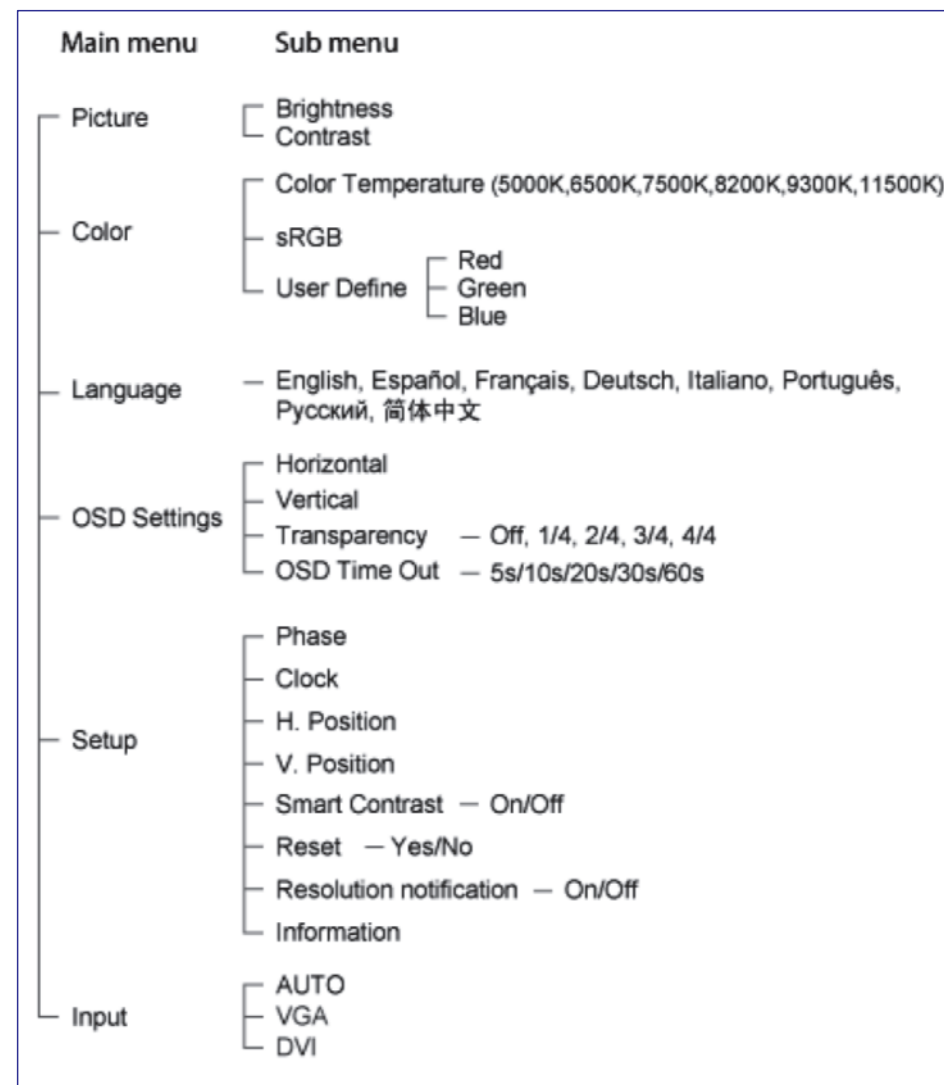 Main menu Sub menu
Picture
Brightness
Contrast
Color
Color Temperature (5000K,6500K,7500K,8200K,9300K,11500K)
sRGB
User Define
Red
Green
Blue
Language
English, Español, Français, Deutsch, Italiano, Português,
Русский, 简体中文
OSD Settings
Horizontal
Vertical
Transparency — Off, 1/4, 2/4, 3/4, 4/4
OSD Time Out — 5s/10s/20s/30s/60s
Setup
Phase
Clock
H. Position
V. Position
Smart Contrast — On/Off
Reset — Yes/No
Resolution notification — On/Off
Information
Input
AUTO
VGA
DVI